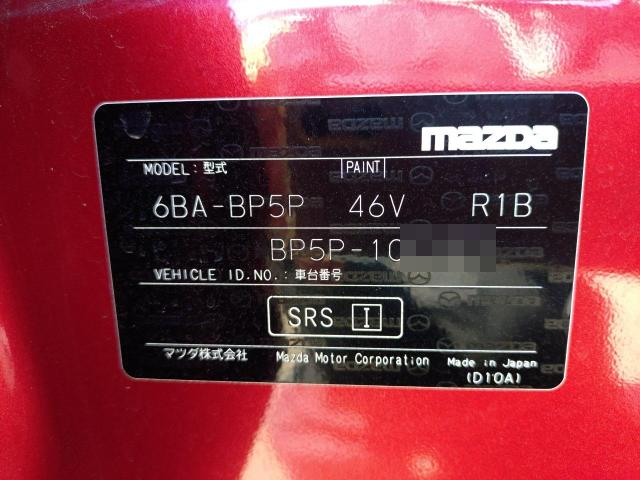 mazda
MODEL: 型式 PAINT
6BA-BP5P 46V R1B
BP5P-10
VEHICLE ID.NO.: 車台番号
SRS I
マツダ株式会社 Mazda Motor Corporation Made in Japan
(D10A)